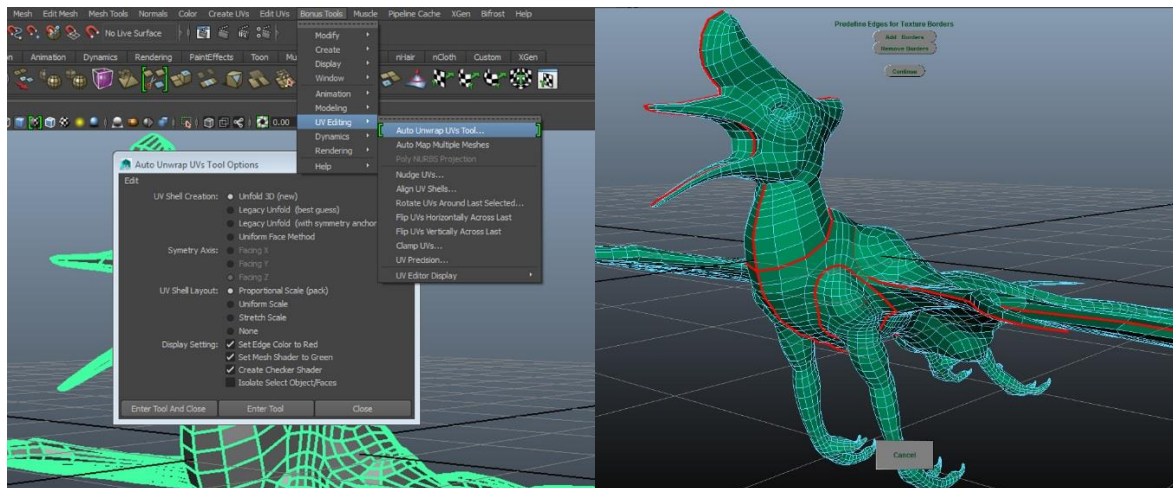 Mesh Edit Mesh Mesh Tools Normals Color Create UVs Edit UVs Bonus Tools Muscle Pipeline Cache XGen Bifrost Help
No Live Surface
Animation Dynamics Rendering PaintEffects Toon Mu nHair nCloth Custom XGen
0.00
Modify
Create
Display
Window
Animation
Modeling
UV Editing
Dynamics
Rendering
Help
Auto Unwrap UVs Tool...
Auto Map Multiple Meshes
Poly NURBS Projection
Nudge UVs...
Align UV Shells...
Rotate UVs Around Last Selected...
Flip UVs Horizontally Across Last
Flip UVs Vertically Across Last
Clamp UVs...
UV Precision...
UV Editor Display
Auto Unwrap UVs Tool Options
Edit
UV Shell Creation: Unfold 3D (new)
Legacy Unfold (best guess)
Legacy Unfold (with symmetry anchor
Uniform Face Method
Symetry Axis: Facing X
Facing Y
Facing Z
UV Shell Layout: Proportional Scale (pack)
Uniform Scale
Stretch Scale
None
Display Setting: Set Edge Color to Red
Set Mesh Shader to Green
Create Checker Shader
Isolate Select Object/Faces
Enter Tool And Close Enter Tool Close
Predefine Edges for Texture Borders
Add Borders
Remove Borders
Continue
Cancel